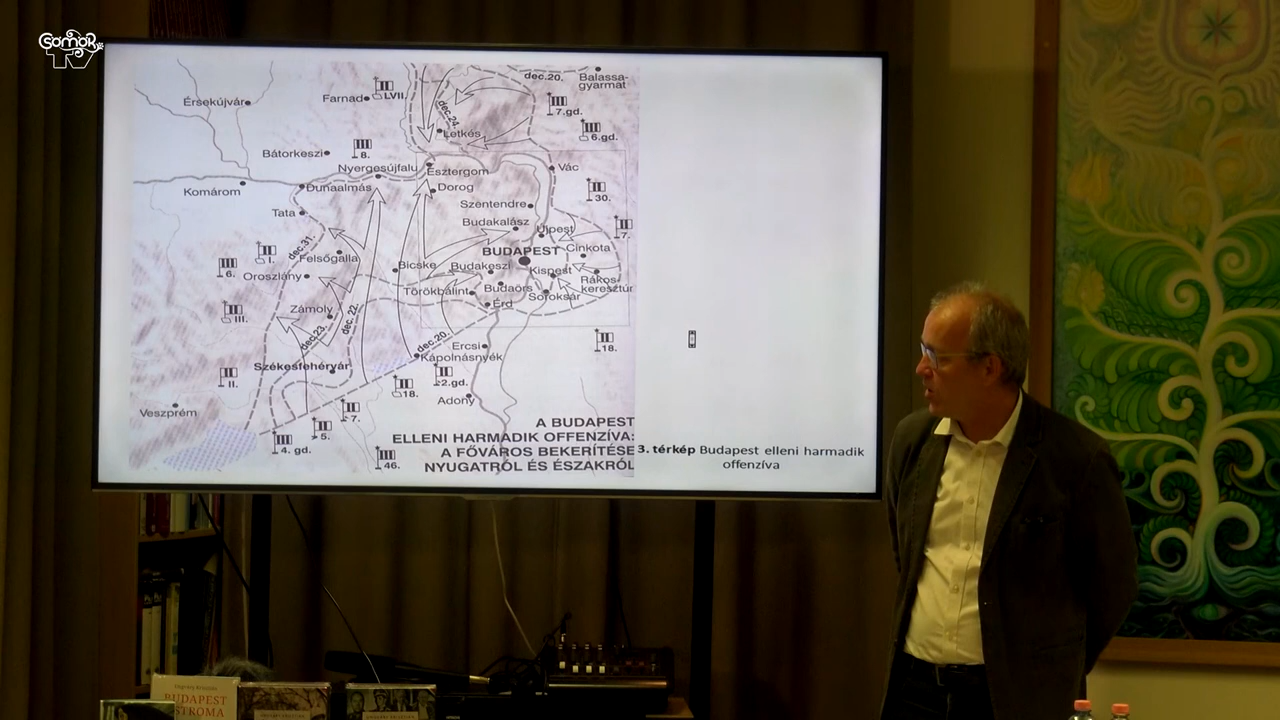 Gomor
TV
dec.20.
Balassa-
gyarmat
Érsekújvár
Farnad
LVII.
dec.24.
7.gd.
Letkés
6.gd.
Bátorkeszi
8.
Nyergesújfalu
Esztergom
Vác
Komárom
Dunaalmás
Dorog
30.
Szentendre
Tata
Budakalász
Újpest
7.
dec.31.
I.
BUDAPEST
Cinkota
6.
Felsőgalla
Bicske
Budakeszi
Kispest
Oroszlány
Rákos-
keresztúr
Törökbálint
Budaörs
Soroksár
III.
Zámoly
Érd
dec.22.
dec.23.
dec.20.
Ercsi
18.
Kápolnásnyék
Székesfehérvár
II.
18.
2.gd.
Adony
Veszprém
7.
5.
4. gd.
46.
A BUDAPEST
ELLENI HARMADIK OFFENZÍVA:
A FŐVÁROS BEKERÍTÉSE
NYUGATRÓL ÉS ÉSZAKRÓL
3. térkép Budapest elleni harmadik
offenzíva
BUDAPEST
OSTROMA